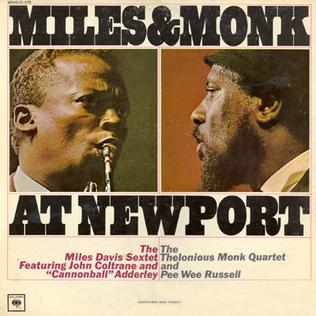 MILES&MONK
AT NEWPORT
The
Miles Davis Sextet
Featuring John Coltrane and
"Cannonball" Adderley
The
Thelonious Monk Quartet
and
Pee Wee Russell